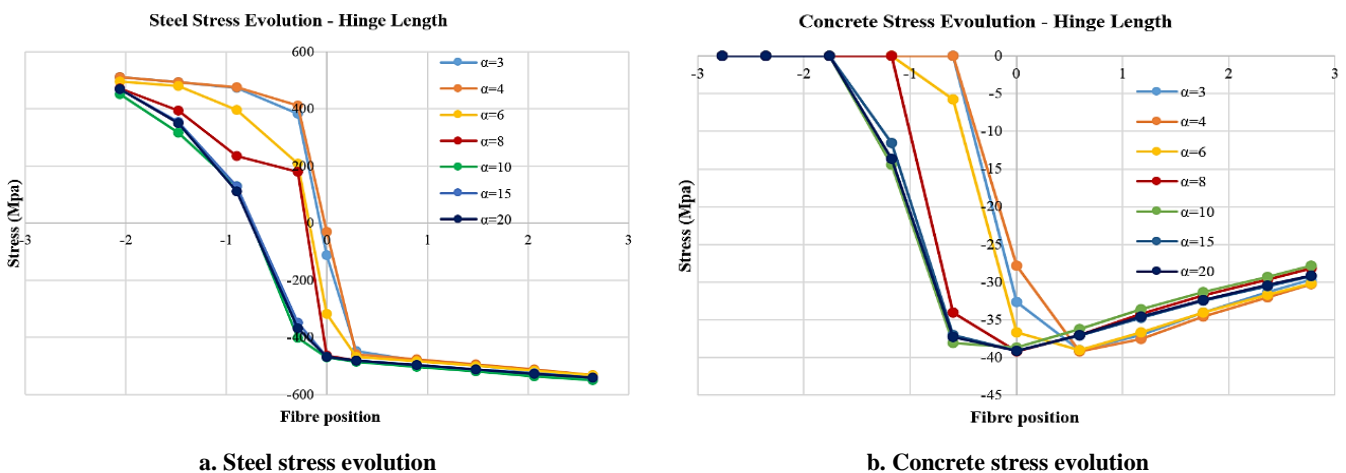 Steel Stress Evolution - Hinge Length
600
400
200
0
-200
-400
-600
-3
-2
-1
0
1
2
3
Stress (Mpa)
Fibre position
α=3
α=4
α=6
α=8
α=10
α=15
α=20
a. Steel stress evolution
Concrete Stress Evoulution - Hinge Length
0
-5
-10
-15
-20
-25
-30
-35
-40
-45
-3
-2
-1
0
1
2
3
Stress (Mpa)
Fibre position
α=3
α=4
α=6
α=8
α=10
α=15
α=20
b. Concrete stress evolution